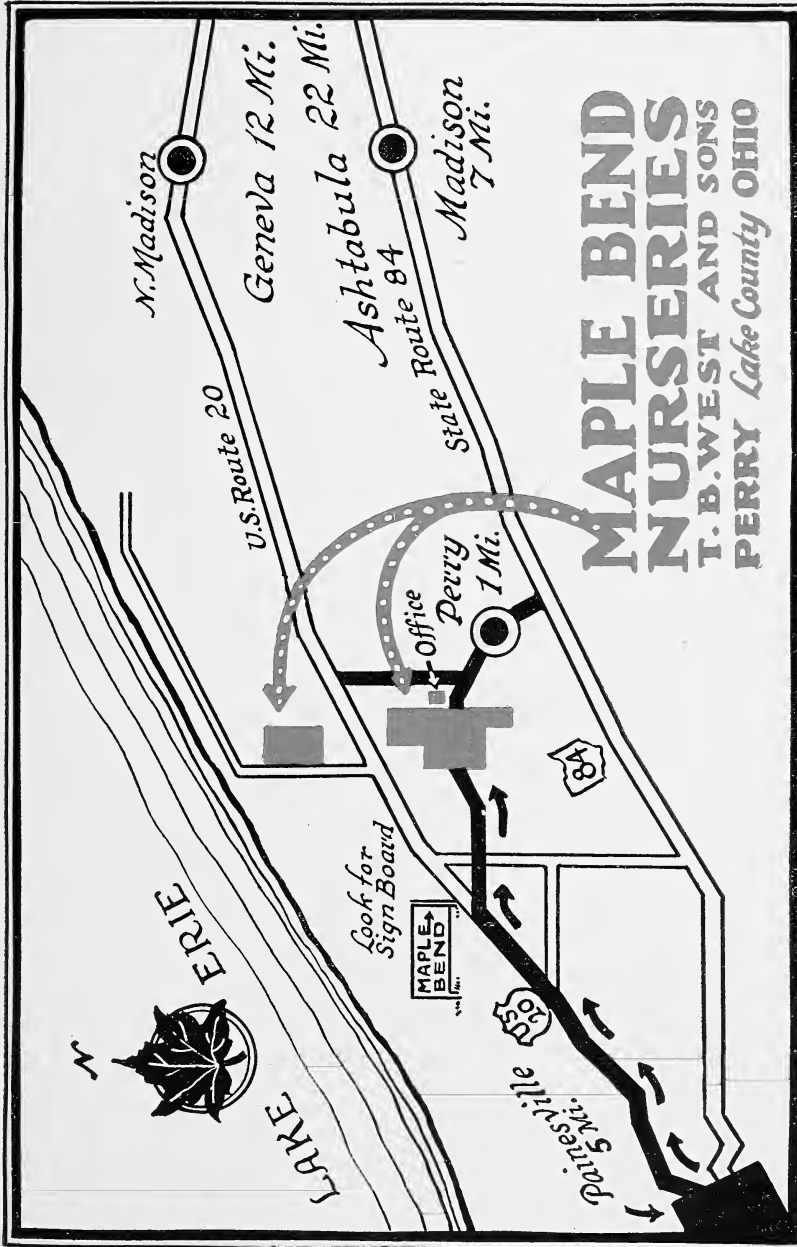 N
LAKE ERIE
N. Madison
Geneva 12 Mi.
Ashtabula 22 Mi.
Madison
7 Mi.
U.S. Route 20
State Route 84
Office
Perry
1 Mi.
84
Look for
Sign Board
MAPLE
BEND
US
20
Painesville
5 Mi.
MAPLE BEND
NURSERIES
T. B. WEST AND SONS
PERRY Lake County OHIO